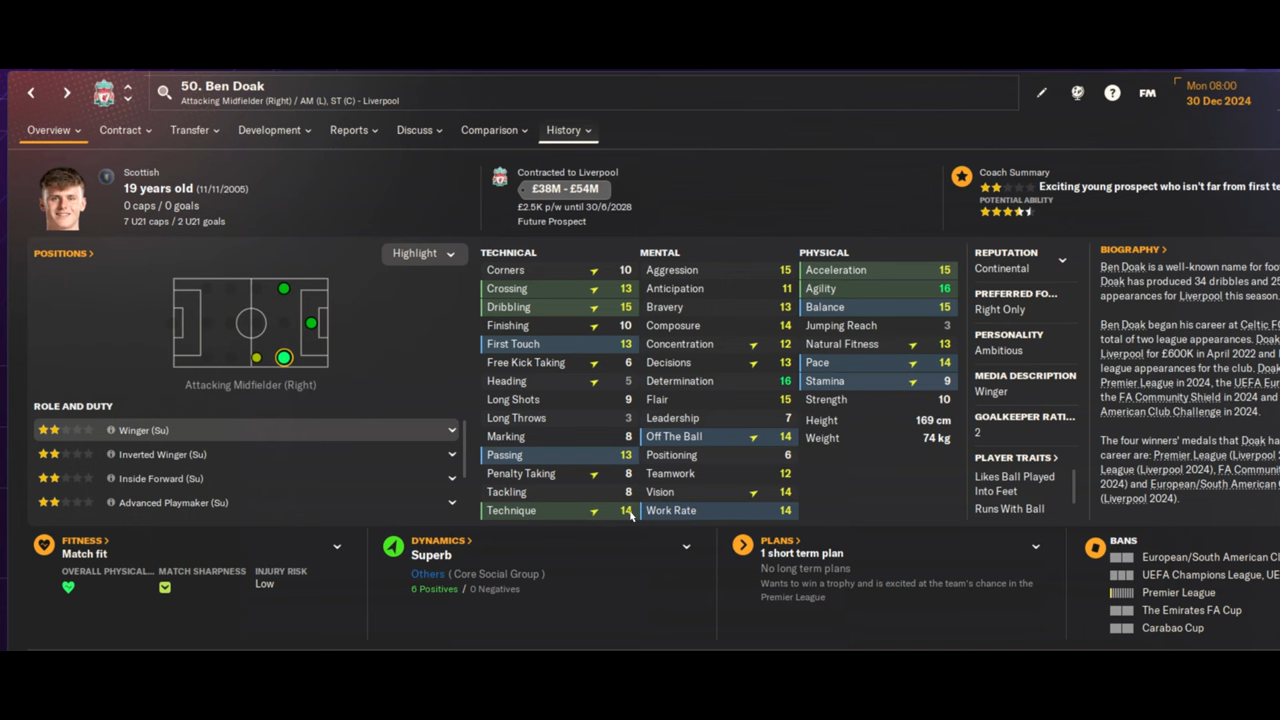 50. Ben Doak
Attacking Midfielder (Right) / AM (L), ST (C) - Liverpool
FM
Mon 08:00
30 Dec 2024
Overview
Contract
Transfer
Development
Reports
Discuss
Comparison
History
Scottish
19 years old (11/11/2005)
0 caps / 0 goals
7 U21 caps / 2 U21 goals
Contracted to Liverpool
£38M - £54M
£2.5K p/w until 30/6/2028
Future Prospect
Coach Summary
Exciting young prospect who isn't far from first te
POTENTIAL ABILITY
POSITIONS >
Highlight
Attacking Midfielder (Right)
ROLE AND DUTY
Winger (Su)
Inverted Winger (Su)
Inside Forward (Su)
Advanced Playmaker (Su)
TECHNICAL
Corners 10
Crossing 13
Dribbling 15
Finishing 10
First Touch 13
Free Kick Taking 6
Heading 5
Long Shots 9
Long Throws 3
Marking 8
Passing 13
Penalty Taking 8
Tackling 8
Technique 14
MENTAL
Aggression 15
Anticipation 11
Bravery 13
Composure 14
Concentration 12
Decisions 13
Determination 16
Flair 15
Leadership 7
Off The Ball 14
Positioning 6
Teamwork 12
Vision 14
Work Rate 14
PHYSICAL
Acceleration 15
Agility 16
Balance 15
Jumping Reach 3
Natural Fitness 13
Pace 14
Stamina 9
Strength 10
Height 169 cm
Weight 74 kg
REPUTATION
Continental
PREFERRED FO...
Right Only
PERSONALITY
Ambitious
MEDIA DESCRIPTION
Winger
GOALKEEPER RATI...
2
PLAYER TRAITS >
Likes Ball Played
Into Feet
Runs With Ball
BIOGRAPHY >
Ben Doak is a well-known name for foo
Doak has produced 34 dribbles and 25
appearances for Liverpool this season.
Ben Doak began his career at Celtic FC
total of two league appearances. Doak
Liverpool for £600K in April 2022 and h
league appearances for the club. Doak
Premier League in 2024, the UEFA Eur
the FA Community Shield in 2024 and
American Club Challenge in 2024.
The four winners' medals that Doak ha
career are: Premier League (Liverpool
League (Liverpool 2024), FA Communi
2024) and European/South American C
(Liverpool 2024).
FITNESS >
Match fit
OVERALL PHYSICAL...
MATCH SHARPNESS
INJURY RISK
Low
DYNAMICS >
Superb
Others ( Core Social Group )
6 Positives / 0 Negatives
PLANS >
1 short term plan
No long term plans
Wants to win a trophy and is excited at the team's chance in the
Premier League
BANS
European/South American Cl
UEFA Champions League, UE
Premier League
The Emirates FA Cup
Carabao Cup